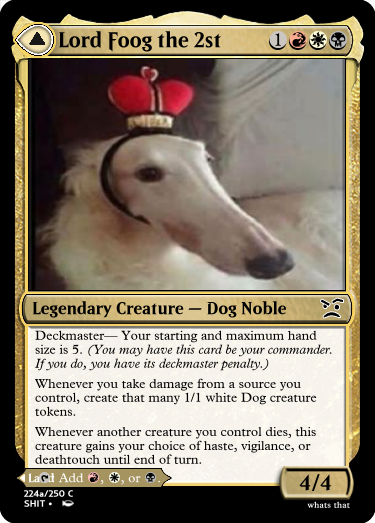 Lord Foog the 2st 1
Legendary Creature — Dog Noble
Deckmaster— Your starting and maximum hand
size is 5. (You may have this card be your commander.
If you do, you have its deckmaster penalty.)
Whenever you take damage from a source you
control, create that many 1/1 white Dog creature
tokens.
Whenever another creature you control dies, this
creature gains your choice of haste, vigilance, or
deathtouch until end of turn.
Land Add , , or .
4/4
224a/250 C
SHIT •
whats that